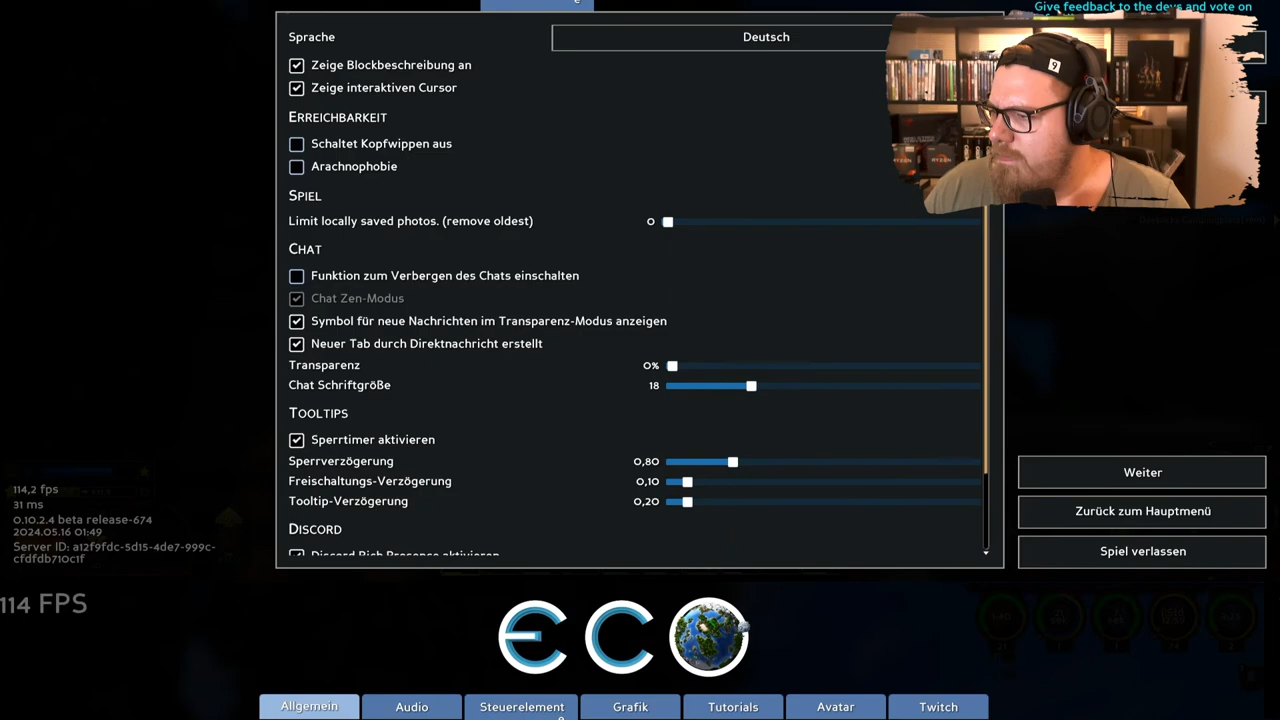 Give feedback to the devs and vote on
Sprache
Deutsch
Zeige Blockbeschreibung an
Zeige interaktiven Cursor
Erreichbarkeit
Schaltet Kopfwippen aus
Arachnophobie
Spiel
Limit locally saved photos. (remove oldest)
0
Chat
Funktion zum Verbergen des Chats einschalten
Chat Zen-Modus
Symbol für neue Nachrichten im Transparenz-Modus anzeigen
Neuer Tab durch Direktnachricht erstellt
Transparenz
0%
Chat Schriftgröße
18
Tooltips
Sperrtimer aktivieren
Sperrverzögerung
0,80
Freischaltungs-Verzögerung
0,10
Tooltip-Verzögerung
0,20
Discord
Discord Rich Presence aktivieren
Weiter
Zurück zum Hauptmenü
Spiel verlassen
114,2 fps
31 ms
0.10.2.4 beta release-674
2024.05.16 01:49
Server ID: a12f9fdc-5d15-4de7-999c-
cfdfdb710c1f
114 FPS
ECO
Allgemein
Audio
Steuerelement
e
Grafik
Tutorials
Avatar
Twitch